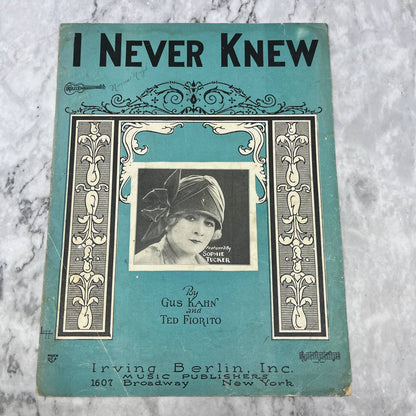 I NEVER KNEW
Featured by
SOPHIE
TUCKER
By
GUS KAHN
and
TED FIORITO
Irving Berlin, Inc.
MUSIC PUBLISHERS
1607 Broadway New York